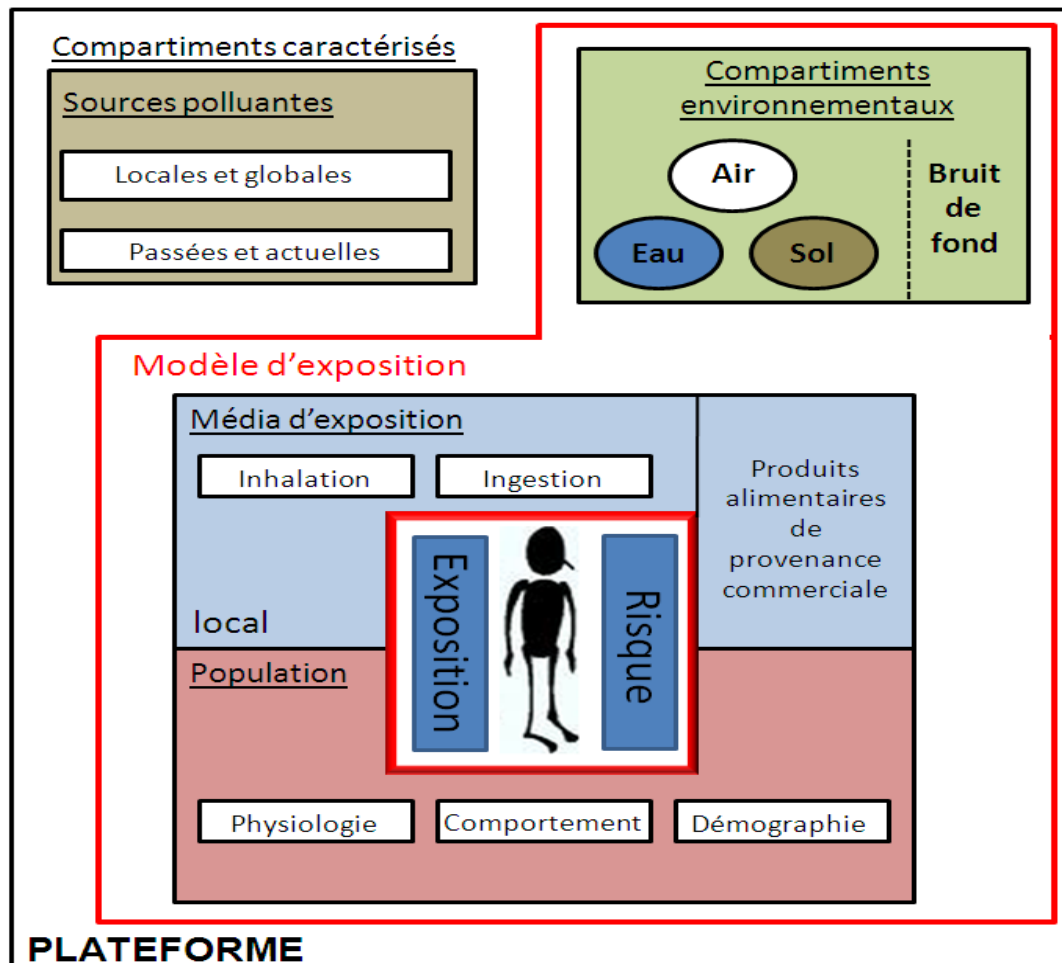 Compartiments caractérisés
Sources polluantes
Locales et globales
Passées et actuelles
Compartiments
environnementaux
Air
Eau
Sol
Bruit
de
fond
Modèle d'exposition
Média d'exposition
Inhalation
Ingestion
local
Produits
alimentaires
de
provenance
commerciale
Exposition
Risque
Population
Physiologie
Comportement
Démographie
PLATEFORME